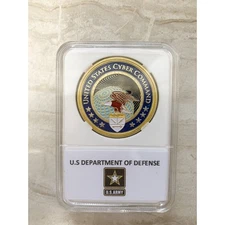 UNITED STATES CYBER COMMAND
U.S DEPARTMENT OF DEFENSE
U.S. ARMY